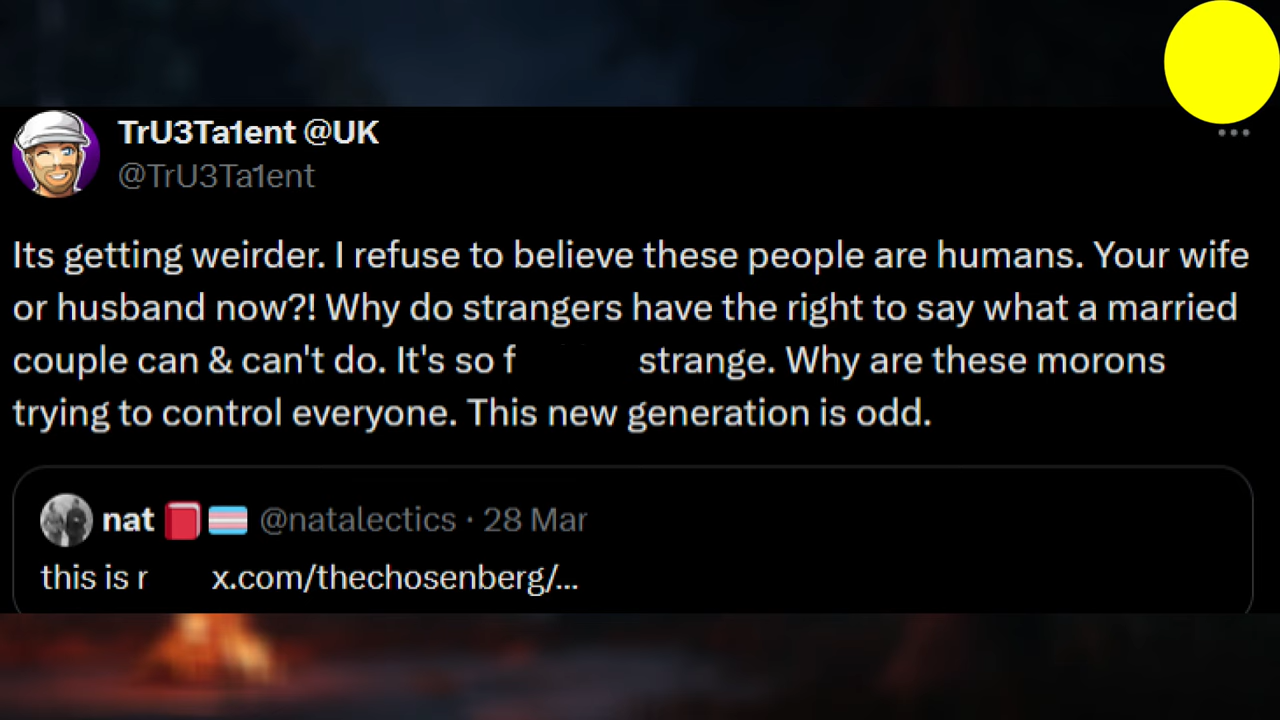 TrU3Ta1ent @UK
@TrU3Ta1ent
Its getting weirder. I refuse to believe these people are humans. Your wife
or husband now?! Why do strangers have the right to say what a married
couple can & can't do. It's so f strange. Why are these morons
trying to control everyone. This new generation is odd.
nat @natalectics · 28 Mar
this is r x.com/thechosenberg/...